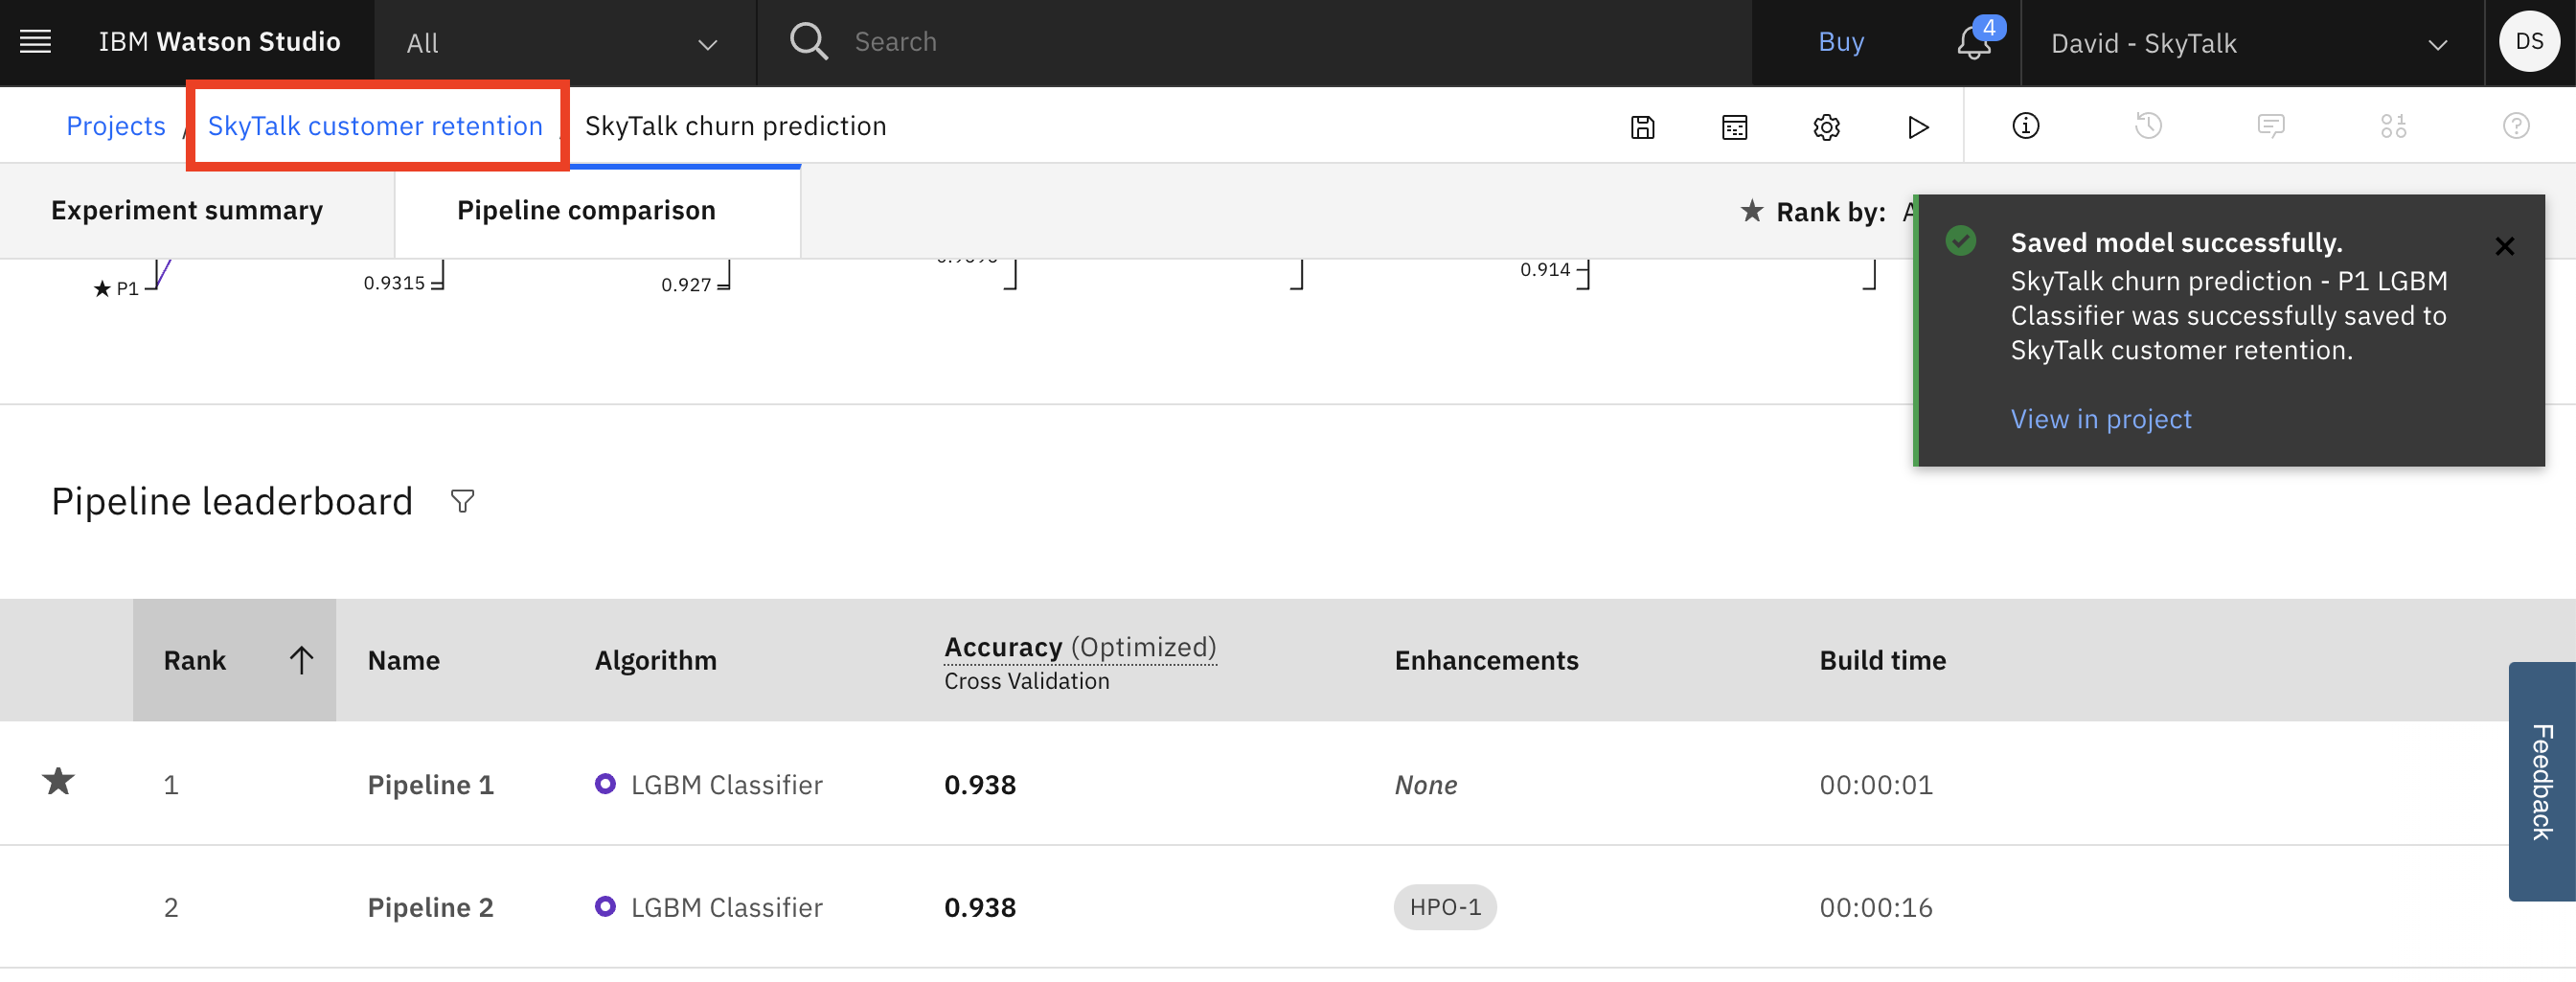 IBM Watson Studio
All
Search
Buy
4
David - SkyTalk
DS
Projects / SkyTalk customer retention
SkyTalk churn prediction
Experiment summary
Pipeline comparison
★ Rank by: A
Saved model successfully.
SkyTalk churn prediction - P1 LGBM
Classifier was successfully saved to
SkyTalk customer retention.
View in project
★ P1
0.9315
0.927
0.914
Pipeline leaderboard
Rank Name Algorithm Accuracy (Optimized) Enhancements Build time
Cross Validation
1 Pipeline 1 LGBM Classifier 0.938 None 00:00:01
2 Pipeline 2 LGBM Classifier 0.938 HPO-1 00:00:16
Feedback